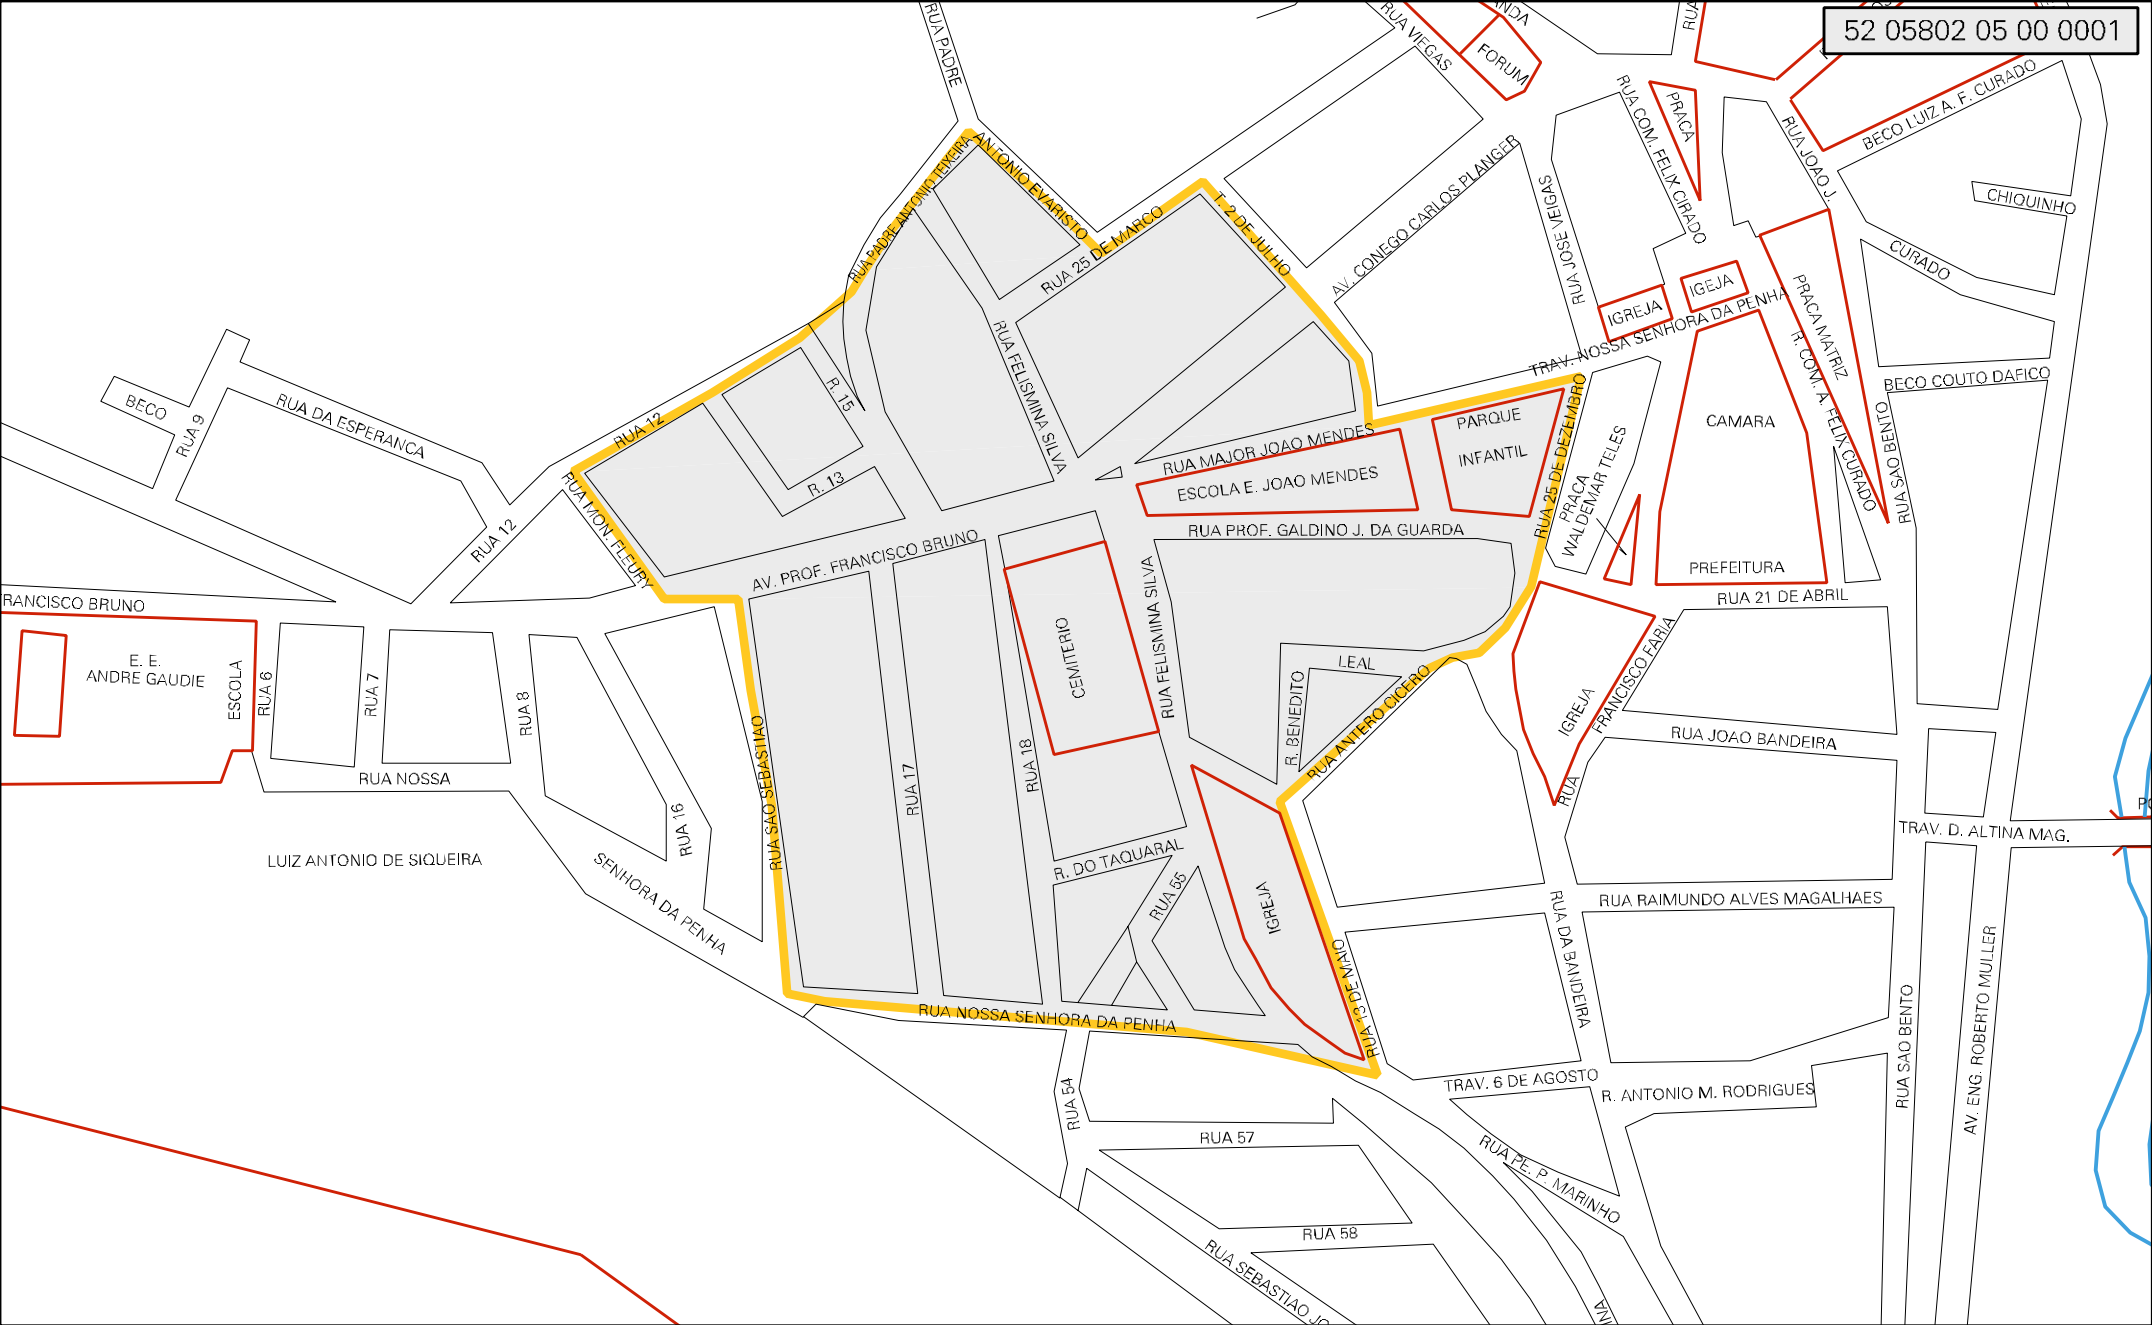 52 05802 05 00 0001
RUA PADRE
RUA VIEGAS
FORUM
RUA
PRACA
RUA COM. FELIX CIRADO
RUA JOAO J.
BECO LUIZ A. F. CURADO
CHIQUINHO
CURADO
ANTONIO EVARISTO
RUA PADRE ANTONIO TEIXEIRA
RUA 25 DE MARCO
T. 2 DE JULHO
AV. CONEGO CARLOS PLANGER
RUA JOSE VEIGAS
IGREJA
IGEJA
TRAV. NOSSA SENHORA DA PENHA
PRACA MATRIZ
R. COM. A. FELIX CURADO
BECO COUTO DAFICO
RUA SAO BENTO
CAMARA
PREFEITURA
RUA 21 DE ABRIL
BECO
RUA 9
RUA DA ESPERANCA
RUA 12
RUA 12
R. 15
R. 13
RUA FELISMINA SILVA
RUA MAJOR JOAO MENDES
ESCOLA E. JOAO MENDES
PARQUE
INFANTIL
RUA 25 DE DEZEMBRO
PRACA
WALDEMAR TELES
RUA PROF. GALDINO J. DA GUARDA
RUA MON. FLEURY
AV. PROF. FRANCISCO BRUNO
RANCISCO BRUNO
E. E.
ANDRE GAUDIE
ESCOLA
RUA 6
RUA 7
RUA 8
RUA NOSSA
RUA 16
LUIZ ANTONIO DE SIQUEIRA
SENHORA DA PENHA
RUA SAO SEBASTIAO
RUA 17
RUA 18
CEMITERIO
RUA FELISMINA SILVA
LEAL
R. BENEDITO
RUA ANTERO CICERO
IGREJA
RUA
FRANCISCO FARIA
RUA JOAO BANDEIRA
TRAV. D. ALTINA MAG.
R. DO TAQUARAL
RUA 55
IGREJA
RUA 13 DE MAIO
RUA DA BANDEIRA
RUA RAIMUNDO ALVES MAGALHAES
RUA NOSSA SENHORA DA PENHA
RUA SAO BENTO
AV. ENG. ROBERTO MULLER
TRAV. 6 DE AGOSTO
R. ANTONIO M. RODRIGUES
RUA 54
RUA 57
RUA PE. P. MARINHO
RUA 58
RUA SEBASTIAO JO